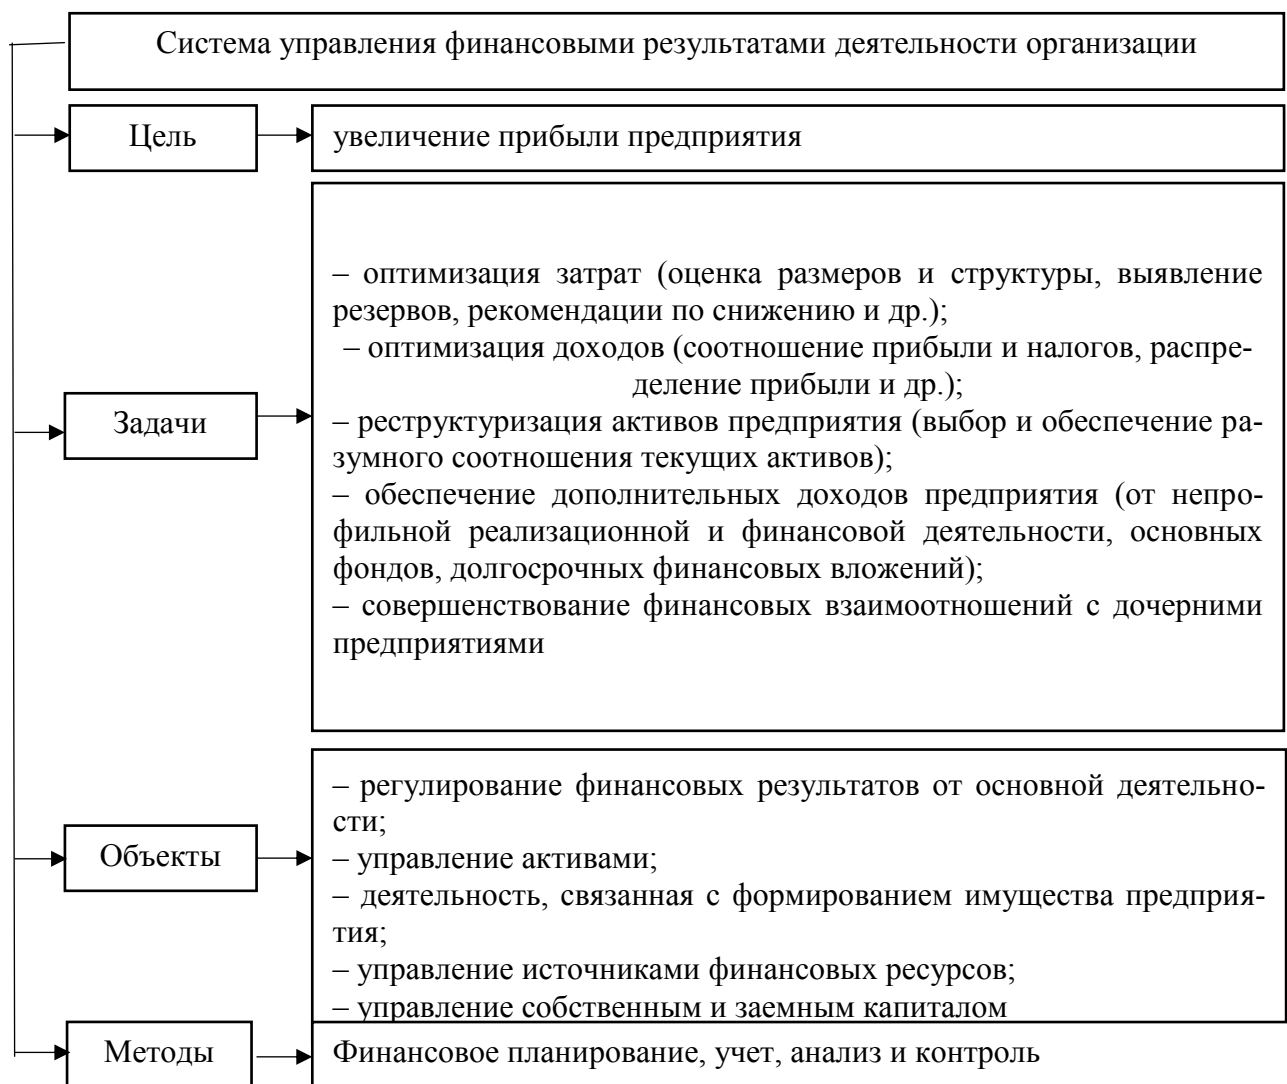 Система управления финансовыми результатами деятельности организации
Цель
увеличение прибыли предприятия
Задачи
– оптимизация затрат (оценка размеров и структуры, выявление
резервов, рекомендации по снижению и др.);
– оптимизация доходов (соотношение прибыли и налогов, распре-
деление прибыли и др.);
– реструктуризация активов предприятия (выбор и обеспечение ра-
зумного соотношения текущих активов);
– обеспечение дополнительных доходов предприятия (от непро-
фильной реализационной и финансовой деятельности, основных
фондов, долгосрочных финансовых вложений);
– совершенствование финансовых взаимоотношений с дочерними
предприятиями
Объекты
– регулирование финансовых результатов от основной деятельно-
сти;
– управление активами;
– деятельность, связанная с формированием имущества предприя-
тия;
– управление источниками финансовых ресурсов;
– управление собственным и заемным капиталом
Методы
Финансовое планирование, учет, анализ и контроль